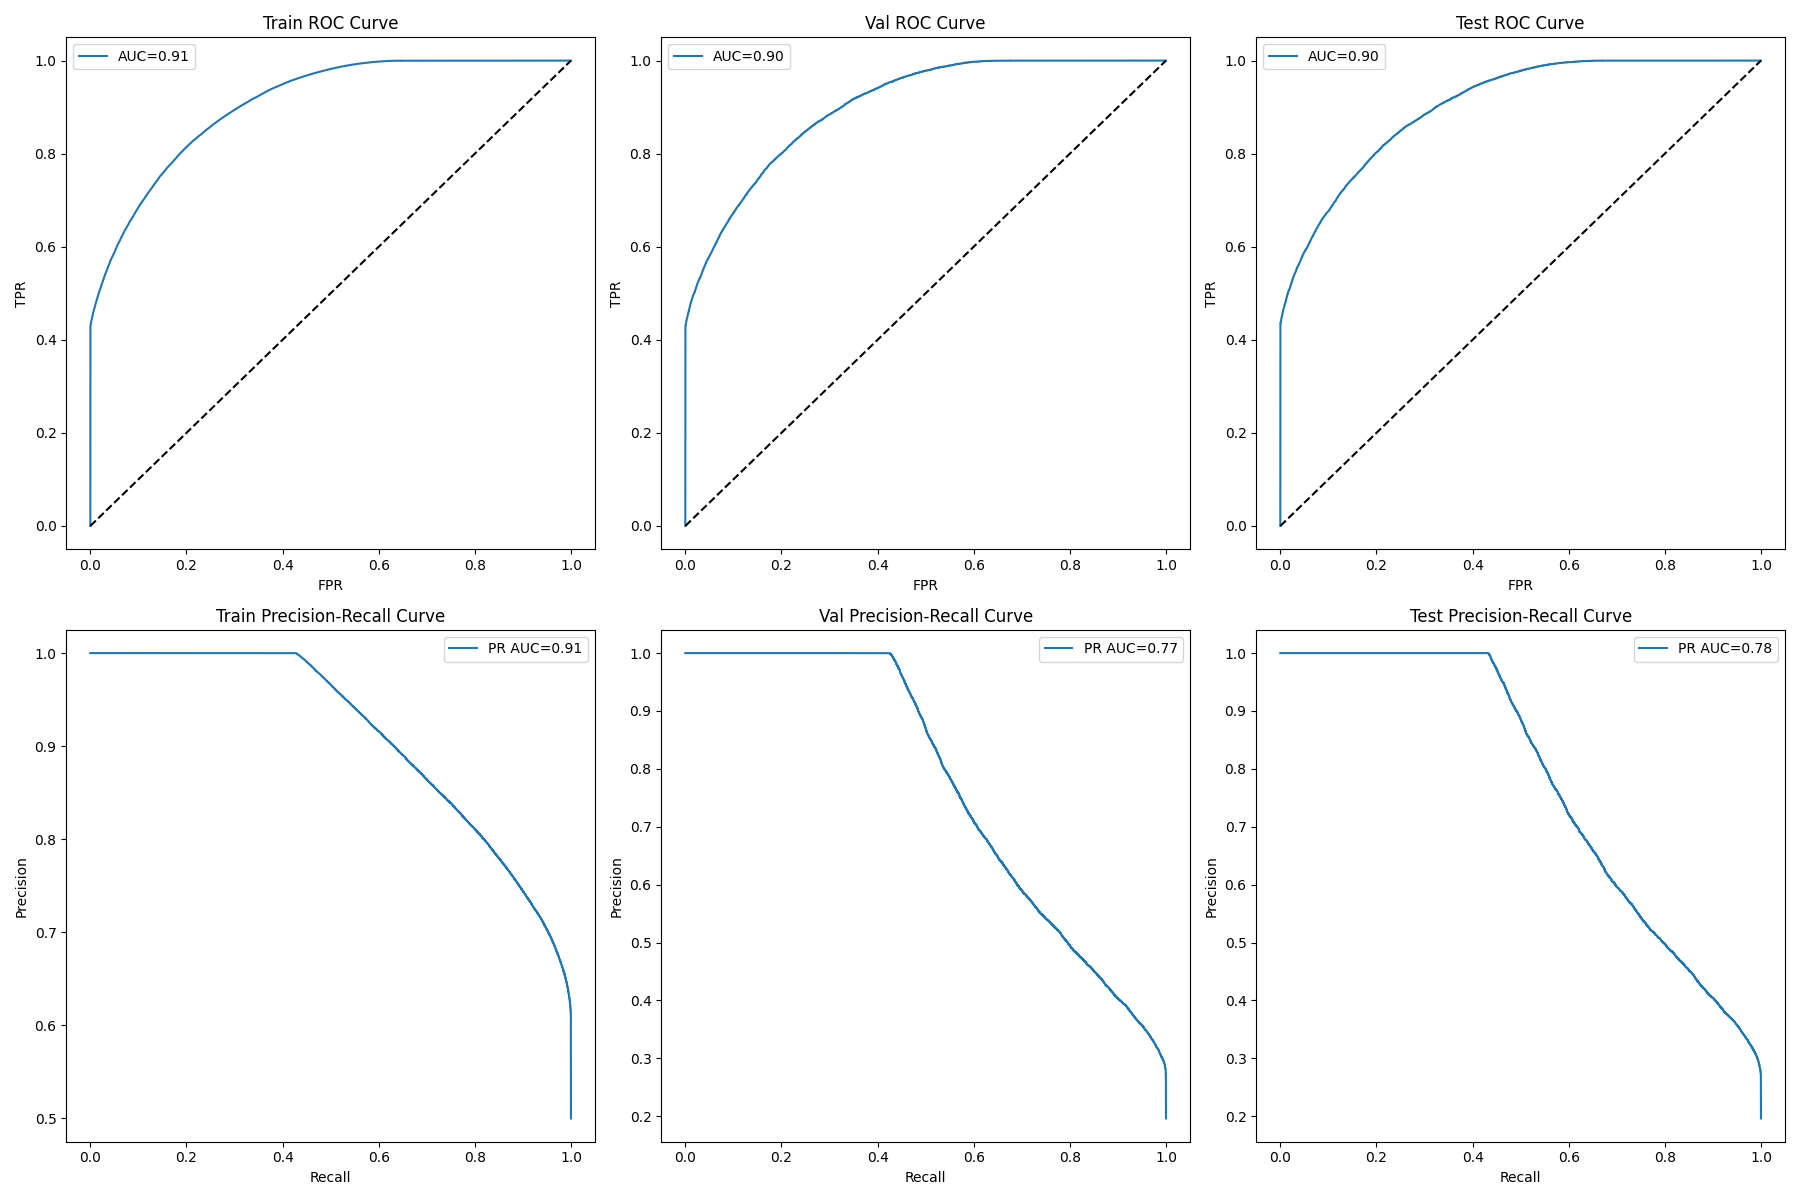 Train ROC Curve
AUC=0.91
1.0
0.8
0.6
0.4
0.2
0.0
TPR
0.0 0.2 0.4 0.6 0.8 1.0
FPR
Val ROC Curve
AUC=0.90
1.0
0.8
0.6
0.4
0.2
0.0
TPR
0.0 0.2 0.4 0.6 0.8 1.0
FPR
Test ROC Curve
AUC=0.90
1.0
0.8
0.6
0.4
0.2
0.0
TPR
0.0 0.2 0.4 0.6 0.8 1.0
FPR
Train Precision-Recall Curve
PR AUC=0.91
1.0
0.9
0.8
0.7
0.6
0.5
Precision
0.0 0.2 0.4 0.6 0.8 1.0
Recall
Val Precision-Recall Curve
PR AUC=0.77
1.0
0.9
0.8
0.7
0.6
0.5
0.4
0.3
0.2
Precision
0.0 0.2 0.4 0.6 0.8 1.0
Recall
Test Precision-Recall Curve
PR AUC=0.78
1.0
0.9
0.8
0.7
0.6
0.5
0.4
0.3
0.2
Precision
0.0 0.2 0.4 0.6 0.8 1.0
Recall